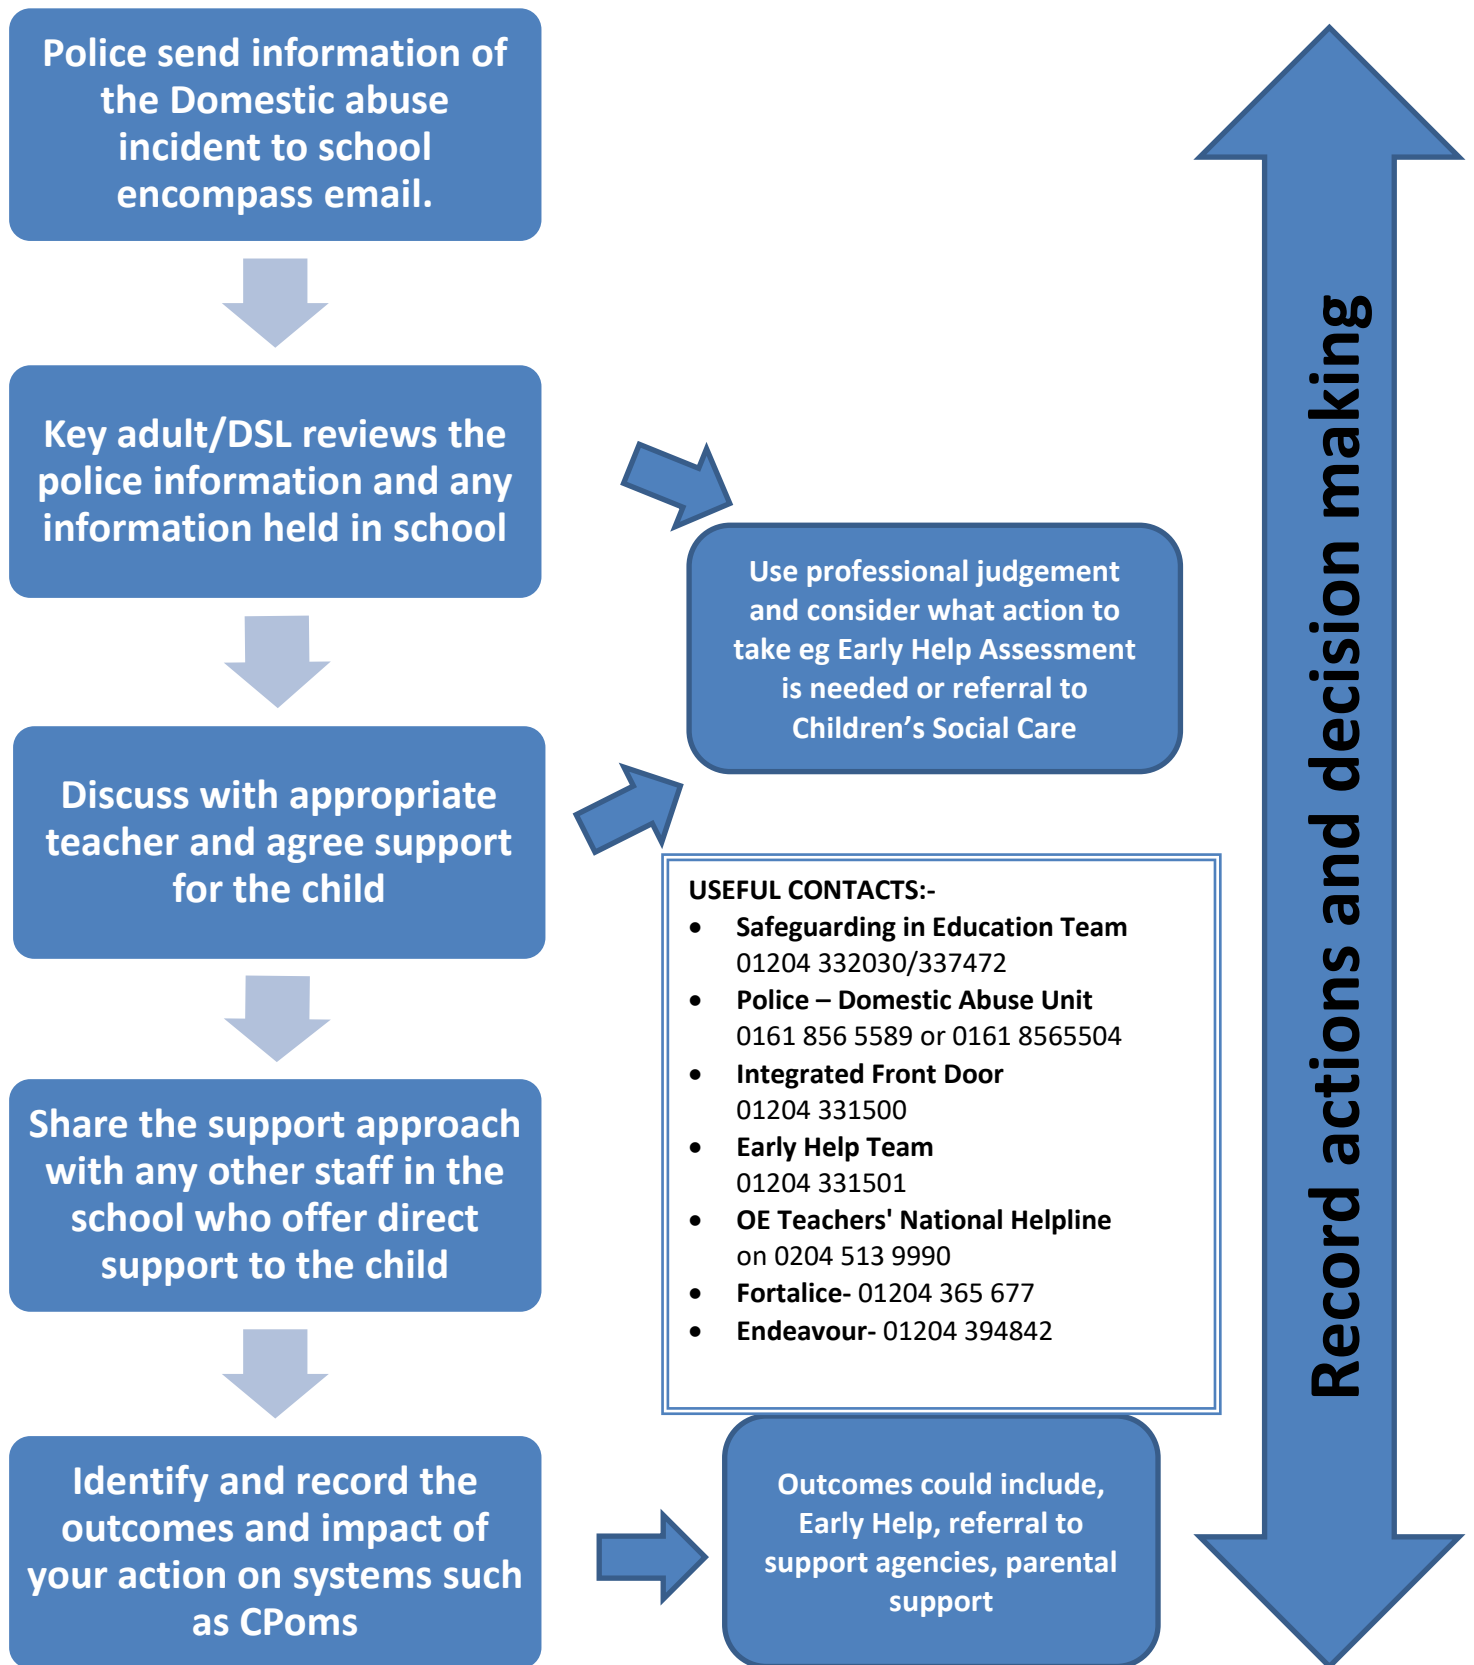 Police send information of
the Domestic abuse
incident to school
encompass email.
Key adult/DSL reviews the
police information and any
information held in school
Use professional judgement
and consider what action to
take eg Early Help Assessment
is needed or referral to
Children’s Social Care
Discuss with appropriate
teacher and agree support
for the child
USEFUL CONTACTS:-
• Safeguarding in Education Team
01204 332030/337472
• Police – Domestic Abuse Unit
0161 856 5589 or 0161 8565504
• Integrated Front Door
01204 331500
• Early Help Team
01204 331501
• OE Teachers' National Helpline
on 0204 513 9990
• Fortalice- 01204 365 677
• Endeavour- 01204 394842
Share the support approach
with any other staff in the
school who offer direct
support to the child
Identify and record the
outcomes and impact of
your action on systems such
as CPoms
Outcomes could include,
Early Help, referral to
support agencies, parental
support
Record actions and decision making